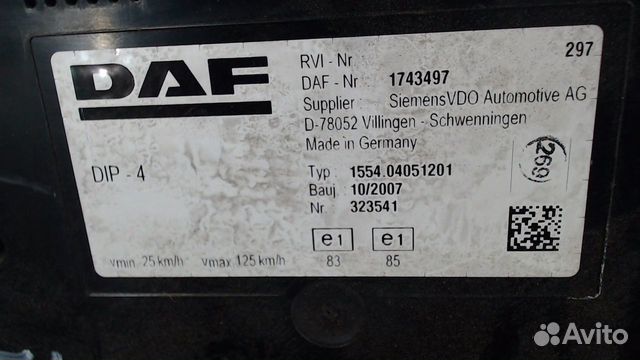 DAF
RVI - Nr 297
DAF - Nr 1743497
Supplier : SiemensVDO Automotive AG
D-78052 Villingen - Schwenningen
Made in Germany
DIP - 4
Typ : 1554.04051201
Bauj. 10/2007
Nr. 323541
269
e1 e1
83 85
vmin. 25 km/h vmax. 125 km/h
Avito